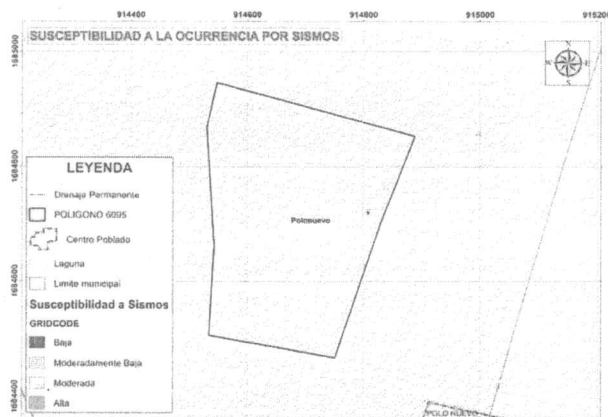 914400 914600 914800 915000 915200
SUSCEPTIBILIDAD A LA OCURRENCIA POR SISMOS
N
W E
S
1685000
1684800
1684600
1684400
LEYENDA
Drenaje Permanente
POLIGONO 6095
Centro Poblado
Laguna
Limite municipal
Susceptibilidad a Sismos
GRIDCODE
Baja
Moderadamente Baja
Moderada
Alta
Polonuevo
POLO NUEVO